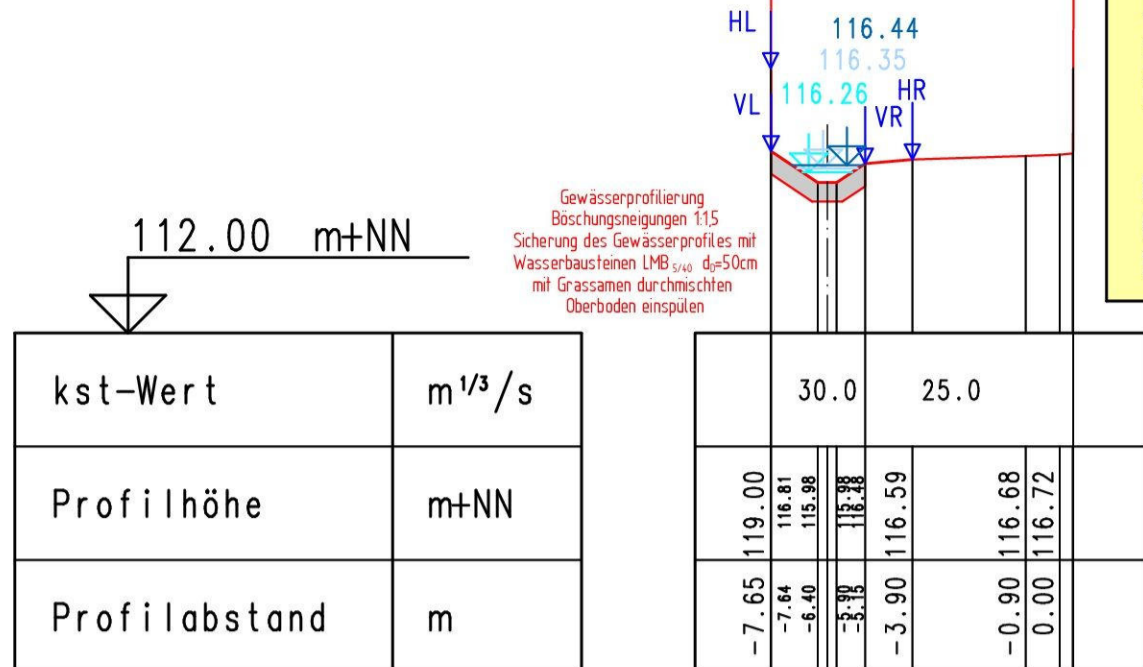 HL
116.44
116.35
116.26
VL
HR
VR
Gewässerprofilierung
Böschungsneigungen 1:1,5
Sicherung des Gewässerprofiles mit
Wasserbausteinen LMB 5/40 dD=50cm
mit Grassamen durchmischten
Oberboden einspülen
112.00 m+NN
kst-Wert m¹/³/s 30.0 25.0
Profilhöhe m+NN 119.00 116.81 115.98 115.98 116.48 116.59 116.68 116.72
Profilabstand m -7.65 -7.64 -6.40 -5.90 -5.15 -3.90 -0.90 0.00